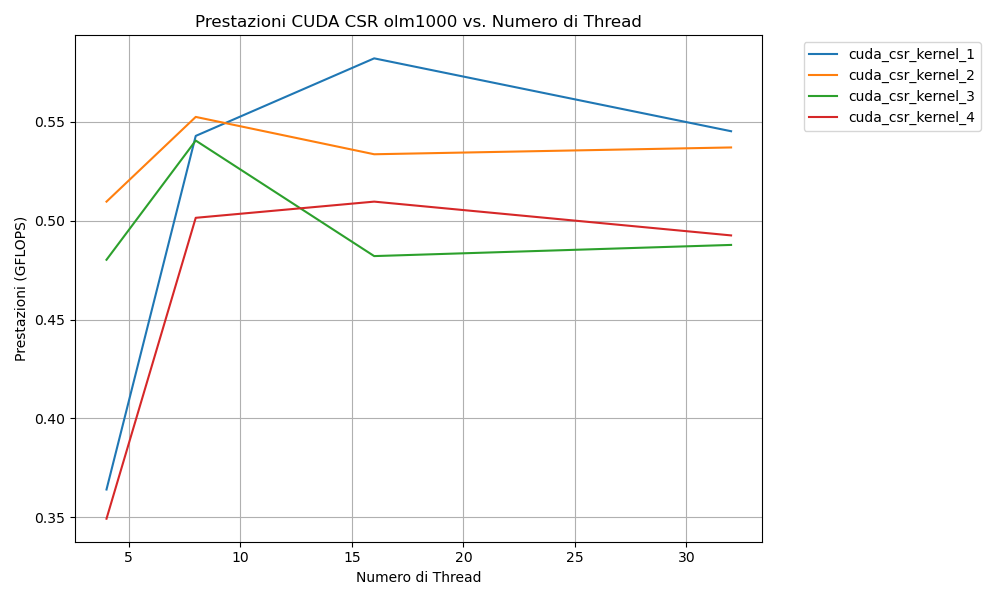 Prestazioni CUDA CSR olm1000 vs. Numero di Thread
cuda_csr_kernel_1
cuda_csr_kernel_2
cuda_csr_kernel_3
cuda_csr_kernel_4
Prestazioni (GFLOPS)
0.55
0.50
0.45
0.40
0.35
5
10
15
20
25
30
Numero di Thread